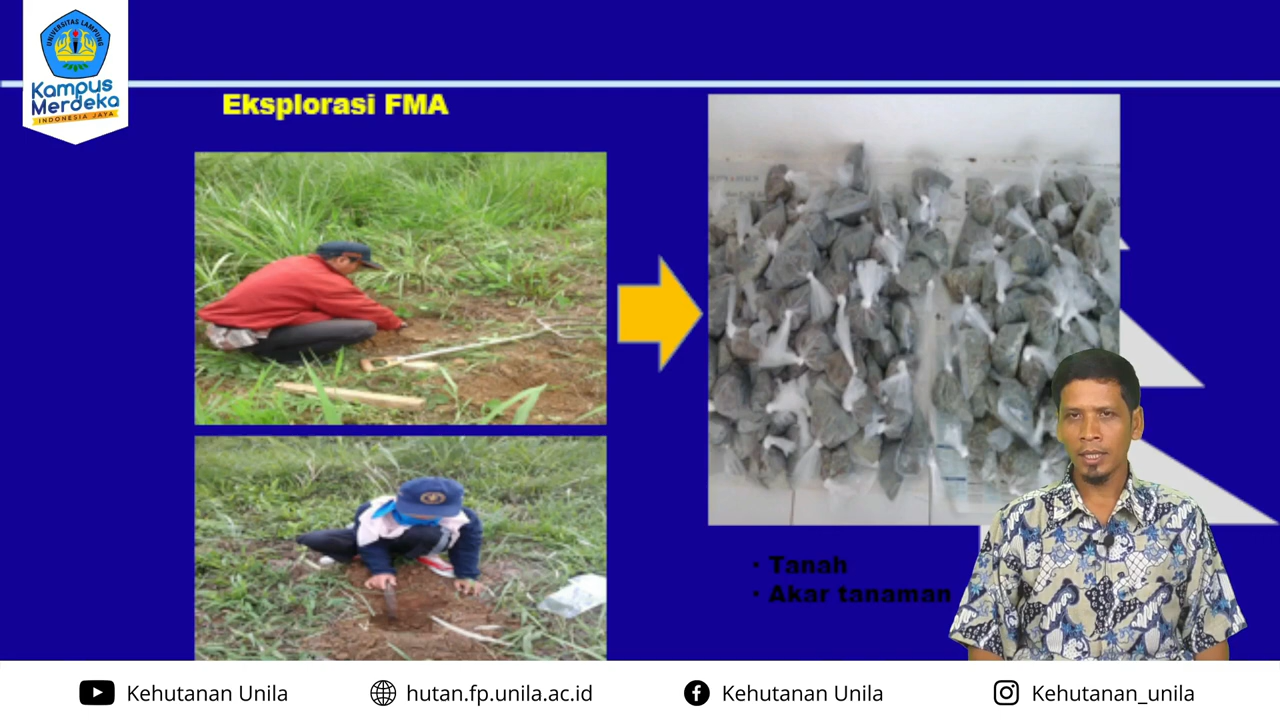 UNIVERSITAS LAMPUNG
Kampus
Merdeka
INDONESIA JAYA
Eksplorasi FMA
• Tanah
• Akar tanaman
Kehutanan Unila
hutan.fp.unila.ac.id
Kehutanan Unila
Kehutanan_unila